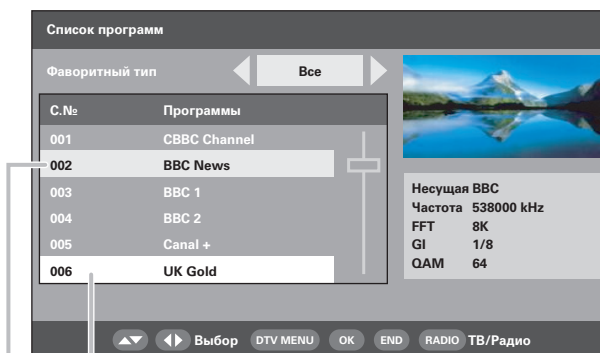 Список программ
Фаворитный тип Все
С.№ Программы
001 CBBC Channel
002 BBC News
003 BBC 1
004 BBC 2
005 Canal +
006 UK Gold
Несущая BBC
Частота 538000 kHz
FFT 8K
GI 1/8
QAM 64
Выбор DTV MENU OK END RADIO ТВ/Радио